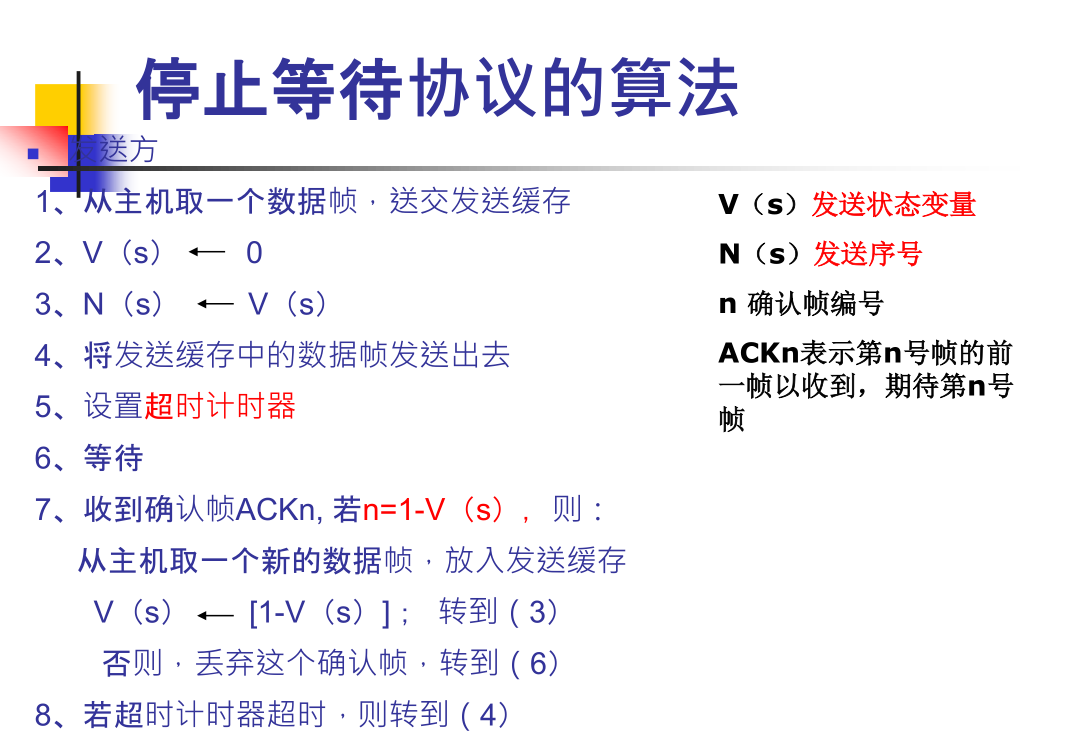 停止等待协议的算法
发送方
1、从主机取一个数据帧，送交发送缓存
2、V（s） ← 0
3、N（s） ← V（s）
4、将发送缓存中的数据帧发送出去
5、设置超时计时器
6、等待
7、收到确认帧ACKn, 若n=1-V（s）, 则：
从主机取一个新的数据帧，放入发送缓存
V（s） ← [1-V（s）]； 转到（3）
否则，丢弃这个确认帧，转到（6）
8、若超时计时器超时，则转到（4）
V（s）发送状态变量
N（s）发送序号
n 确认帧编号
ACKn表示第n号帧的前
一帧以收到，期待第n号
帧